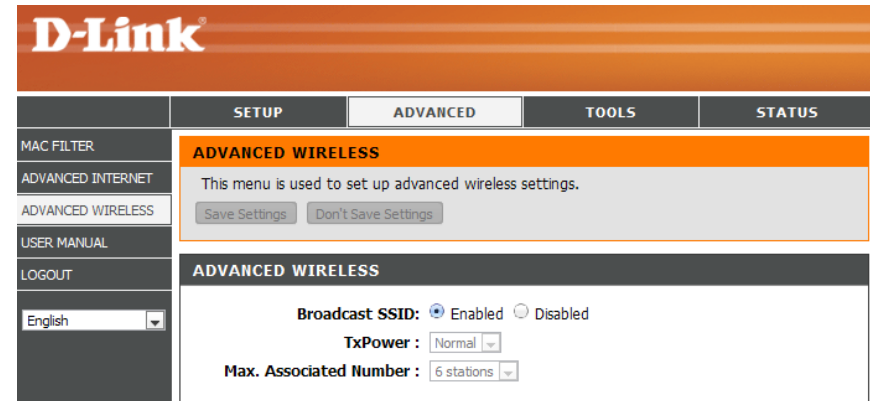 D-Link
SETUP ADVANCED TOOLS STATUS
MAC FILTER
ADVANCED INTERNET
ADVANCED WIRELESS
USER MANUAL
LOGOUT
English
ADVANCED WIRELESS
This menu is used to set up advanced wireless settings.
Save Settings Don't Save Settings
ADVANCED WIRELESS
Broadcast SSID: Enabled Disabled
TxPower : Normal
Max. Associated Number : 6 stations